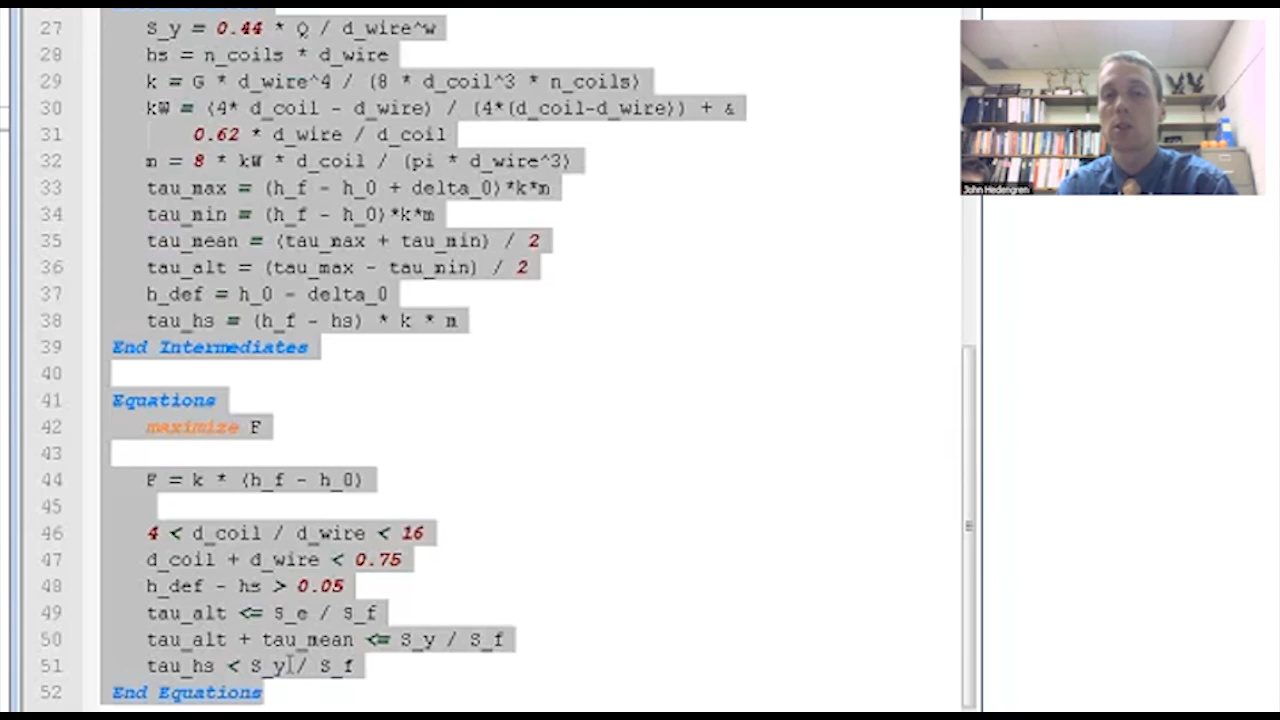 27 S_y = 0.44 * Q / d_wire^w
28 hs = n_coils * d_wire
29 k = G * d_wire^4 / (8 * d_coil^3 * n_coils)
30 kW = (4* d_coil - d_wire) / (4*(d_coil-d_wire)) + &
31 0.62 * d_wire / d_coil
32 m = 8 * kW * d_coil / (pi * d_wire^3)
33 tau_max = (h_f - h_0 + delta_0)*k*m
34 tau_min = (h_f - h_0)*k*m
35 tau_mean = (tau_max + tau_min) / 2
36 tau_alt = (tau_max - tau_min) / 2
37 h_def = h_0 - delta_0
38 tau_hs = (h_f - hs) * k * m
39 End Intermediates
40
41 Equations
42 maximize F
43
44 F = k * (h_f - h_0)
45
46 4 < d_coil / d_wire < 16
47 d_coil + d_wire < 0.75
48 h_def - hs > 0.05
49 tau_alt <= S_e / S_f
50 tau_alt + tau_mean <= S_y / S_f
51 tau_hs < S_y / S_f
52 End Equations
John Hedengren